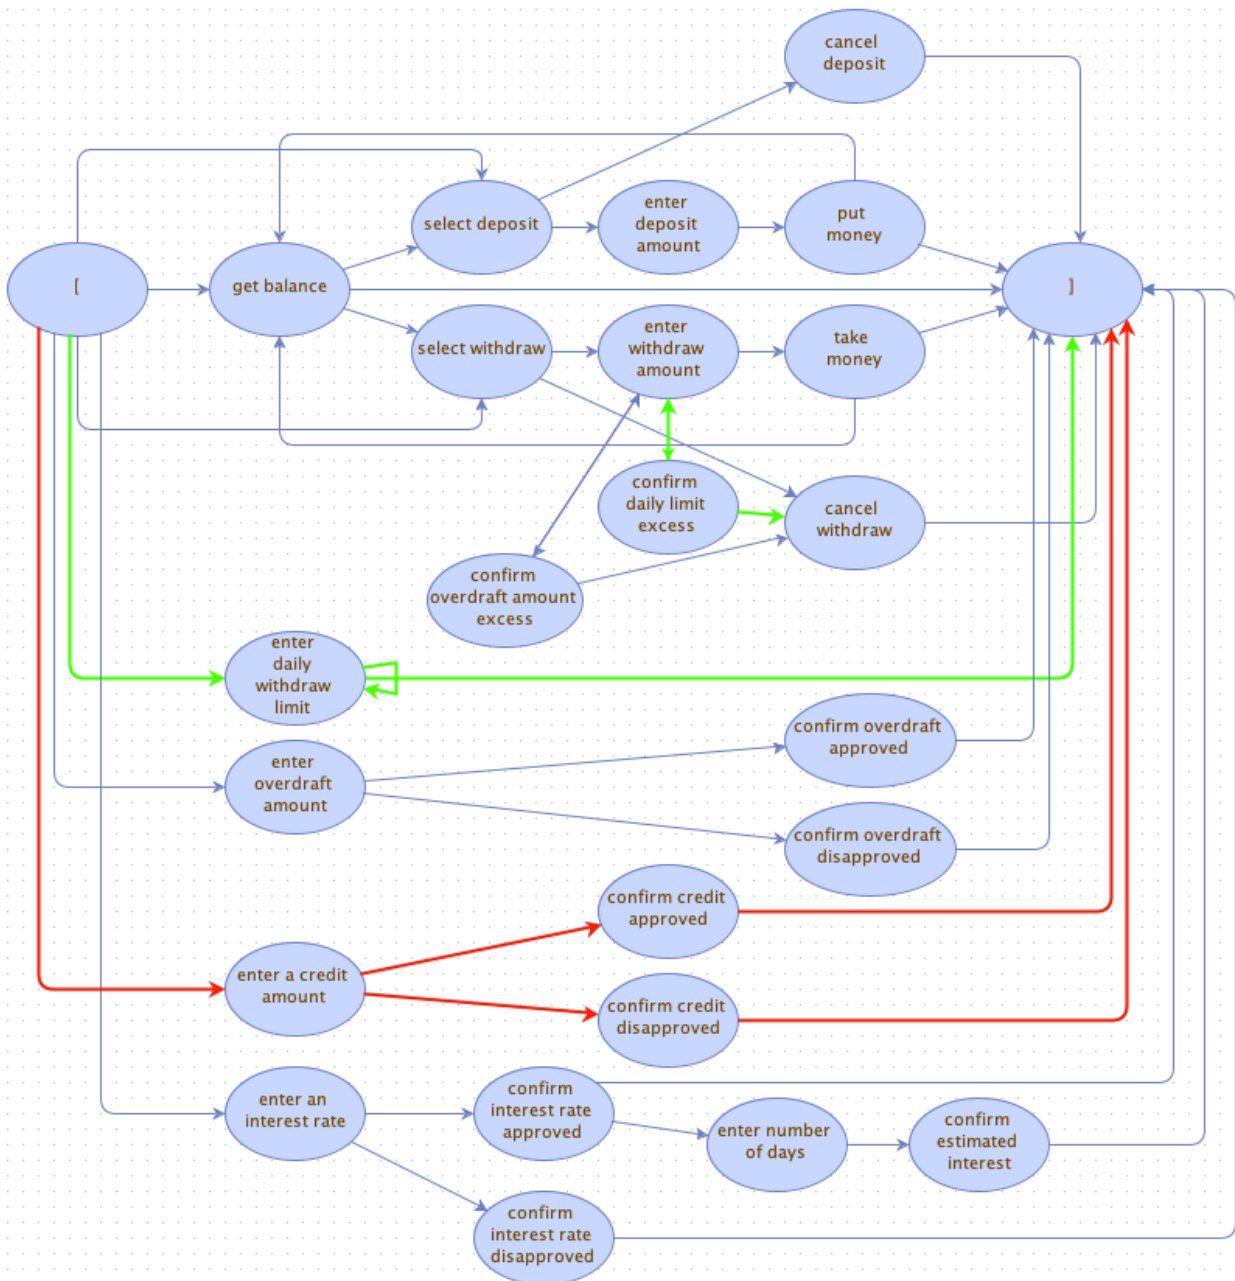 cancel
deposit
select deposit
enter
deposit
amount
put
money
[
get balance
]
select withdraw
enter
withdraw
amount
take
money
confirm
daily limit
excess
cancel
withdraw
confirm
overdraft amount
excess
enter
daily
withdraw
limit
confirm overdraft
approved
enter
overdraft
amount
confirm overdraft
disapproved
confirm credit
approved
enter a credit
amount
confirm credit
disapproved
enter an
interest rate
confirm
interest rate
approved
enter number
of days
confirm
estimated
interest
confirm
interest rate
disapproved